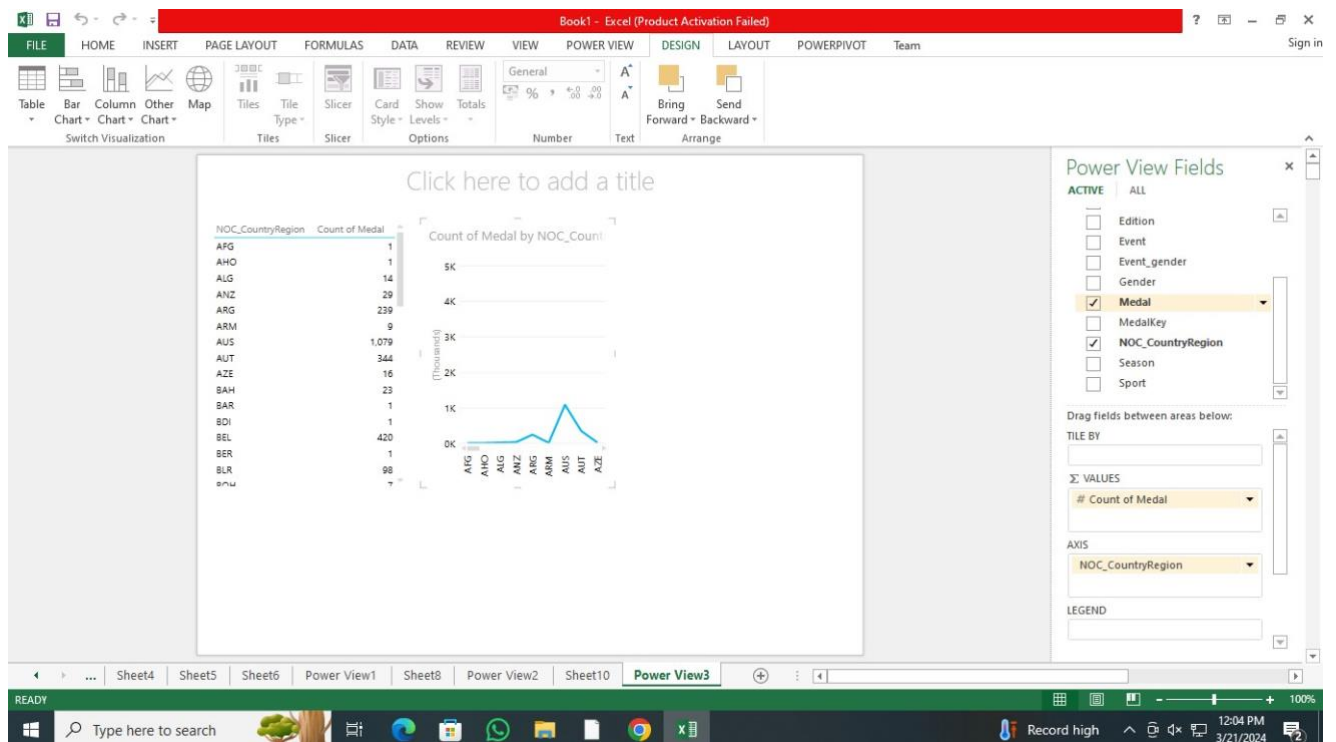 Book1 - Excel (Product Activation Failed)
?
FILE HOME INSERT PAGE LAYOUT FORMULAS DATA REVIEW VIEW POWER VIEW DESIGN LAYOUT POWERPIVOT Team Sign in
General
% ,
Table Bar Column Other Map Tiles Tile Slicer Card Show Totals Bring Send
Chart Chart Chart Type Style Levels Forward Backward
Switch Visualization Tiles Slicer Options Number Text Arrange
Click here to add a title
NOC_CountryRegion Count of Medal
AFG 1
AHO 1
ALG 14
ANZ 29
ARG 239
ARM 9
AUS 1,079
AUT 344
AZE 16
BAH 23
BAR 1
BDI 1
BEL 420
BER 1
BLR 98
BOH 7
Count of Medal by NOC_Count
5K
4K
3K
2K
1K
0K
(Thousands)
AFG AHO ALG ANZ ARG ARM AUS AUT AZE
Power View Fields
ACTIVE ALL
Edition
Event
Event_gender
Gender
Medal
MedalKey
NOC_CountryRegion
Season
Sport
Drag fields between areas below:
TILE BY
Σ VALUES
# Count of Medal
AXIS
NOC_CountryRegion
LEGEND
... Sheet4 Sheet5 Sheet6 Power View1 Sheet8 Power View2 Sheet10 Power View3
READY 100%
Type here to search Record high 12:04 PM
3/21/2024
2